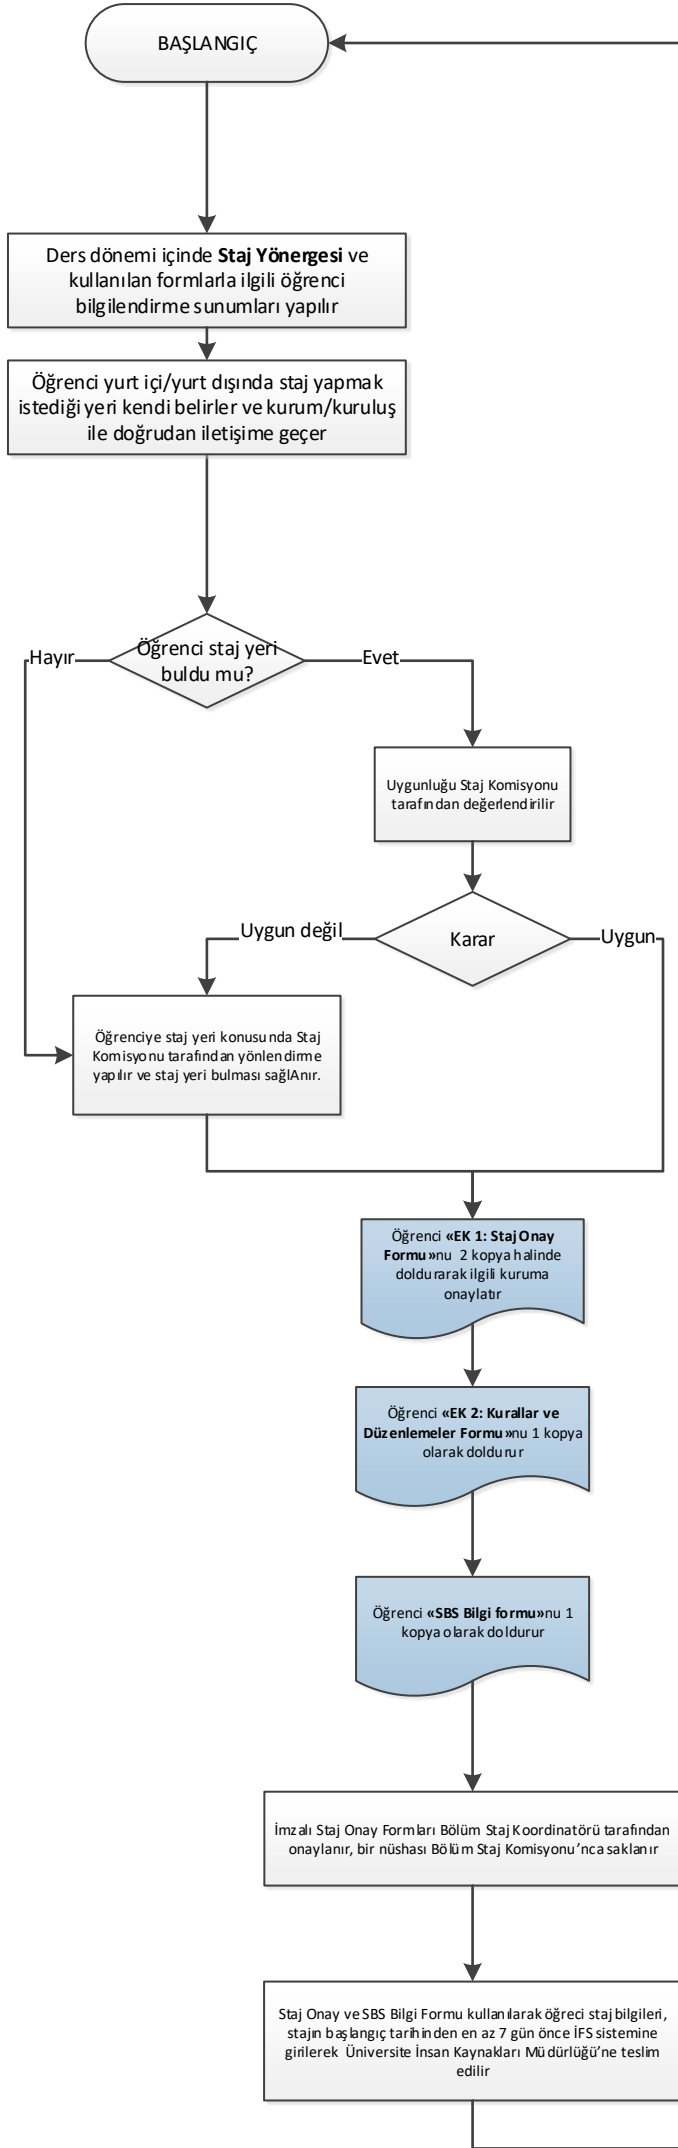 BAŞLANGIÇ
Ders dönemi içinde Staj Yönergesi ve
kullanılan formlarla ilgili öğrenci
bilgilendirme sunumları yapılır
Öğrenci yurt içi/yurt dışında staj yapmak
istediği yeri kendi belirler ve kurum/kuruluş
ile doğrudan iletişime geçer
Öğrenci staj yeri
buldu mu?
Hayır
Evet
Uygunluğu Staj Komisyonu
tarafından değerlendirilir
Karar
Uygun değil
Uygun
Öğrenciye staj yeri konusunda Staj
Komisyonu tarafından yönlendirme
yapılır ve staj yeri bulması sağlAnır.
Öğrenci «EK 1: Staj Onay
Formu»nu 2 kopya halinde
doldurarak ilgili kuruma
onaylatır
Öğrenci «EK 2: Kurallar ve
Düzenlemeler Formu»nu 1 kopya
olarak doldurur
Öğrenci «SBS Bilgi formu»nu 1
kopya olarak doldurur
İmzalı Staj Onay Formları Bölüm Staj Koordinatörü tarafından
onaylanır, bir nüshası Bölüm Staj Komisyonu’nca saklanır
Staj Onay ve SBS Bilgi Formu kullanılarak öğreci staj bilgileri,
stajın başlangıç tarihinden en az 7 gün önce İFS sistemine
girilerek Üniversite İnsan Kaynakları Müdürlüğü’ne teslim
edilir